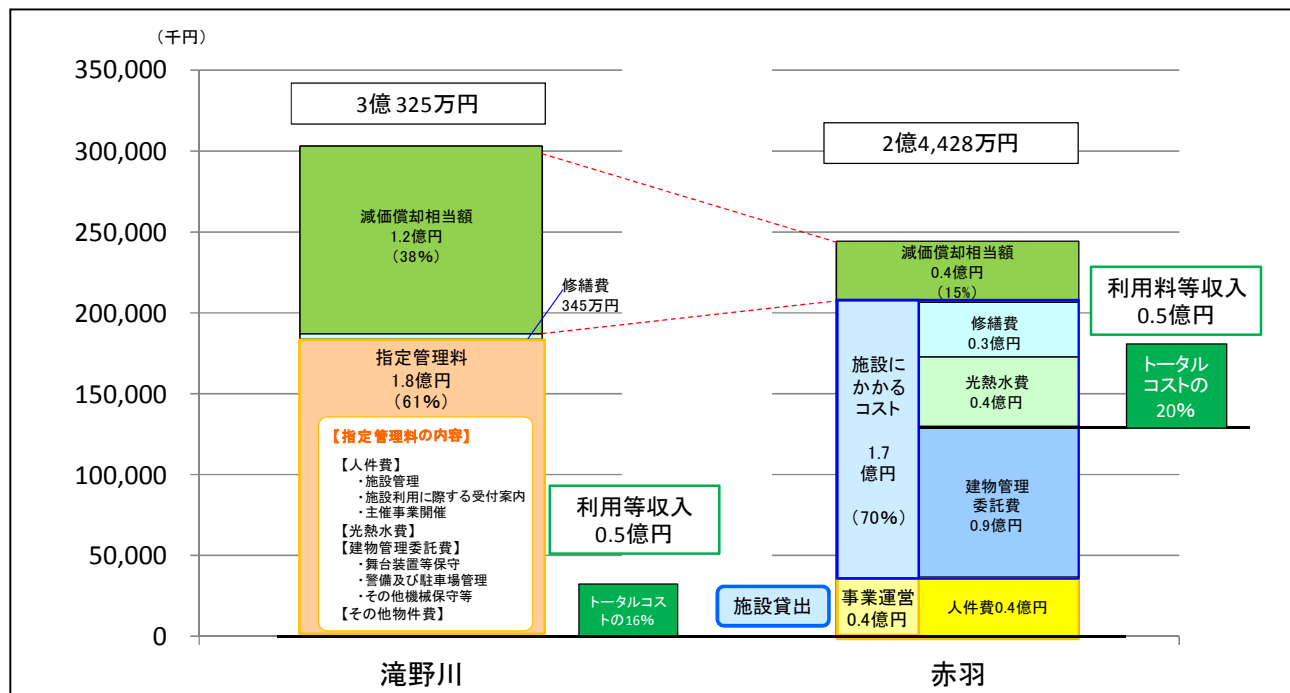 （千円）
350,000
300,000
250,000
200,000
150,000
100,000
50,000
0
3億 325万円
減価償却相当額
1.2億円
（38%）
修繕費
345万円
指定管理料
1.8億円
（61%）
【指定管理料の内容】
【人件費】
・施設管理
・施設利用に際する受付案内
・主催事業開催
【光熱水費】
【建物管理委託費】
・舞台装置等保守
・警備及び駐車場管理
・その他機械保守等
【その他物件費】
利用等収入
0.5億円
トータルコス
トの16%
滝野川
2億4,428万円
減価償却相当額
0.4億円
（15%）
施設に
かかる
コスト
1.7
億円
（70%）
修繕費
0.3億円
光熱水費
0.4億円
建物管理
委託費
0.9億円
利用料等収入
0.5億円
トータル
コストの
20%
施設貸出
事業運営
0.4億円
人件費0.4億円
赤羽